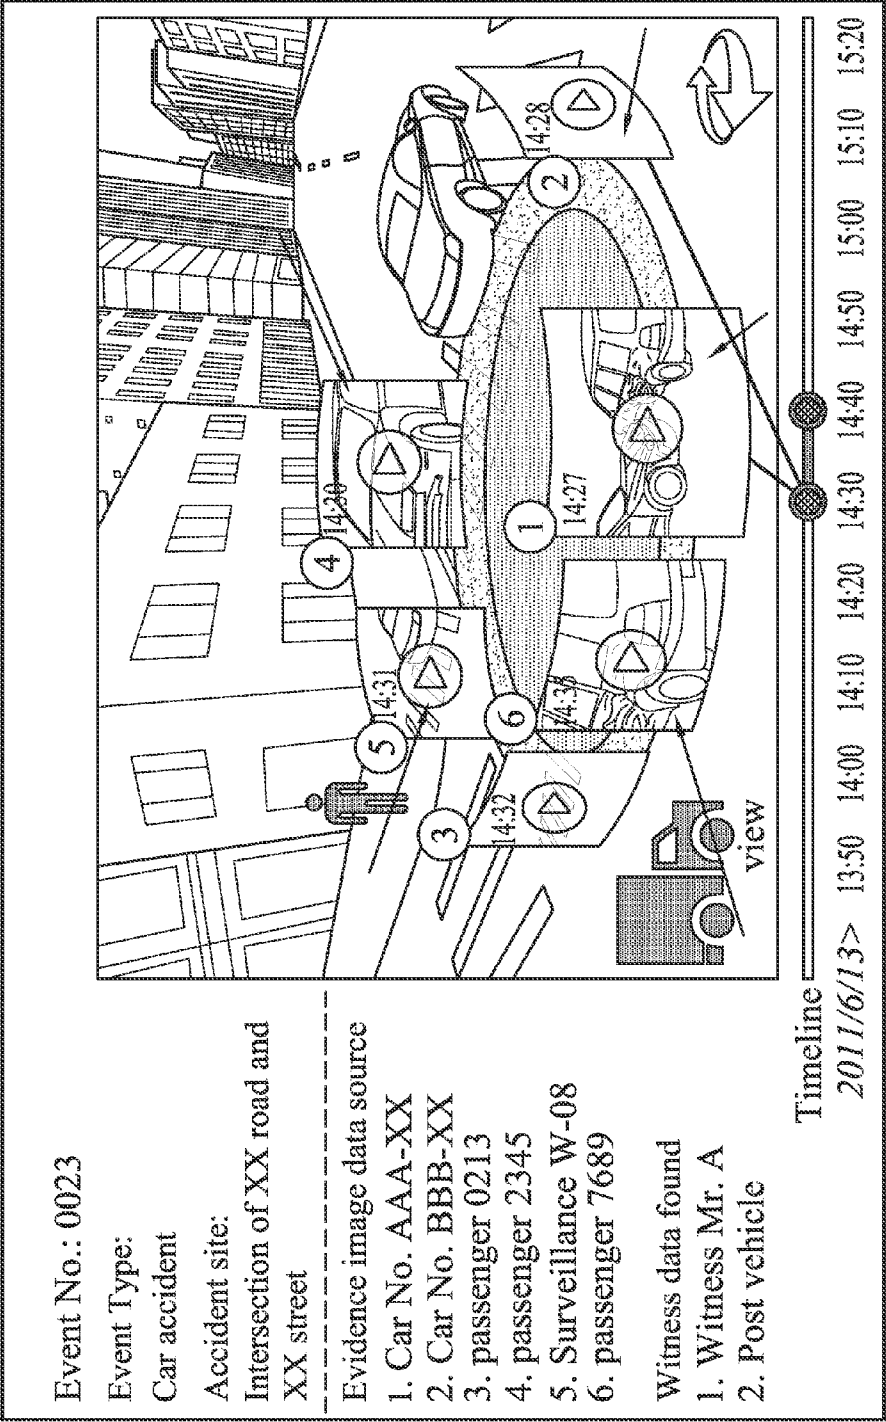 Event No.: 0023
Event Type:
Car accident
Accident site:
Intersection of XX road and
XX street
Evidence image data source
1. Car No. AAA-XX
2. Car No. BBB-XX
3. passenger 0213
4. passenger 2345
5. Surveillance W-08
6. passenger 7689
Witness data found
1. Witness Mr. A
2. Post vehicle
4
14:30
5
14:31
3
14:32
6
14:35
1
14:27
2
14:28
view
Timeline
2011/6/13> 13:50 14:00 14:10 14:20 14:30 14:40 14:50 15:00 15:10 15:20